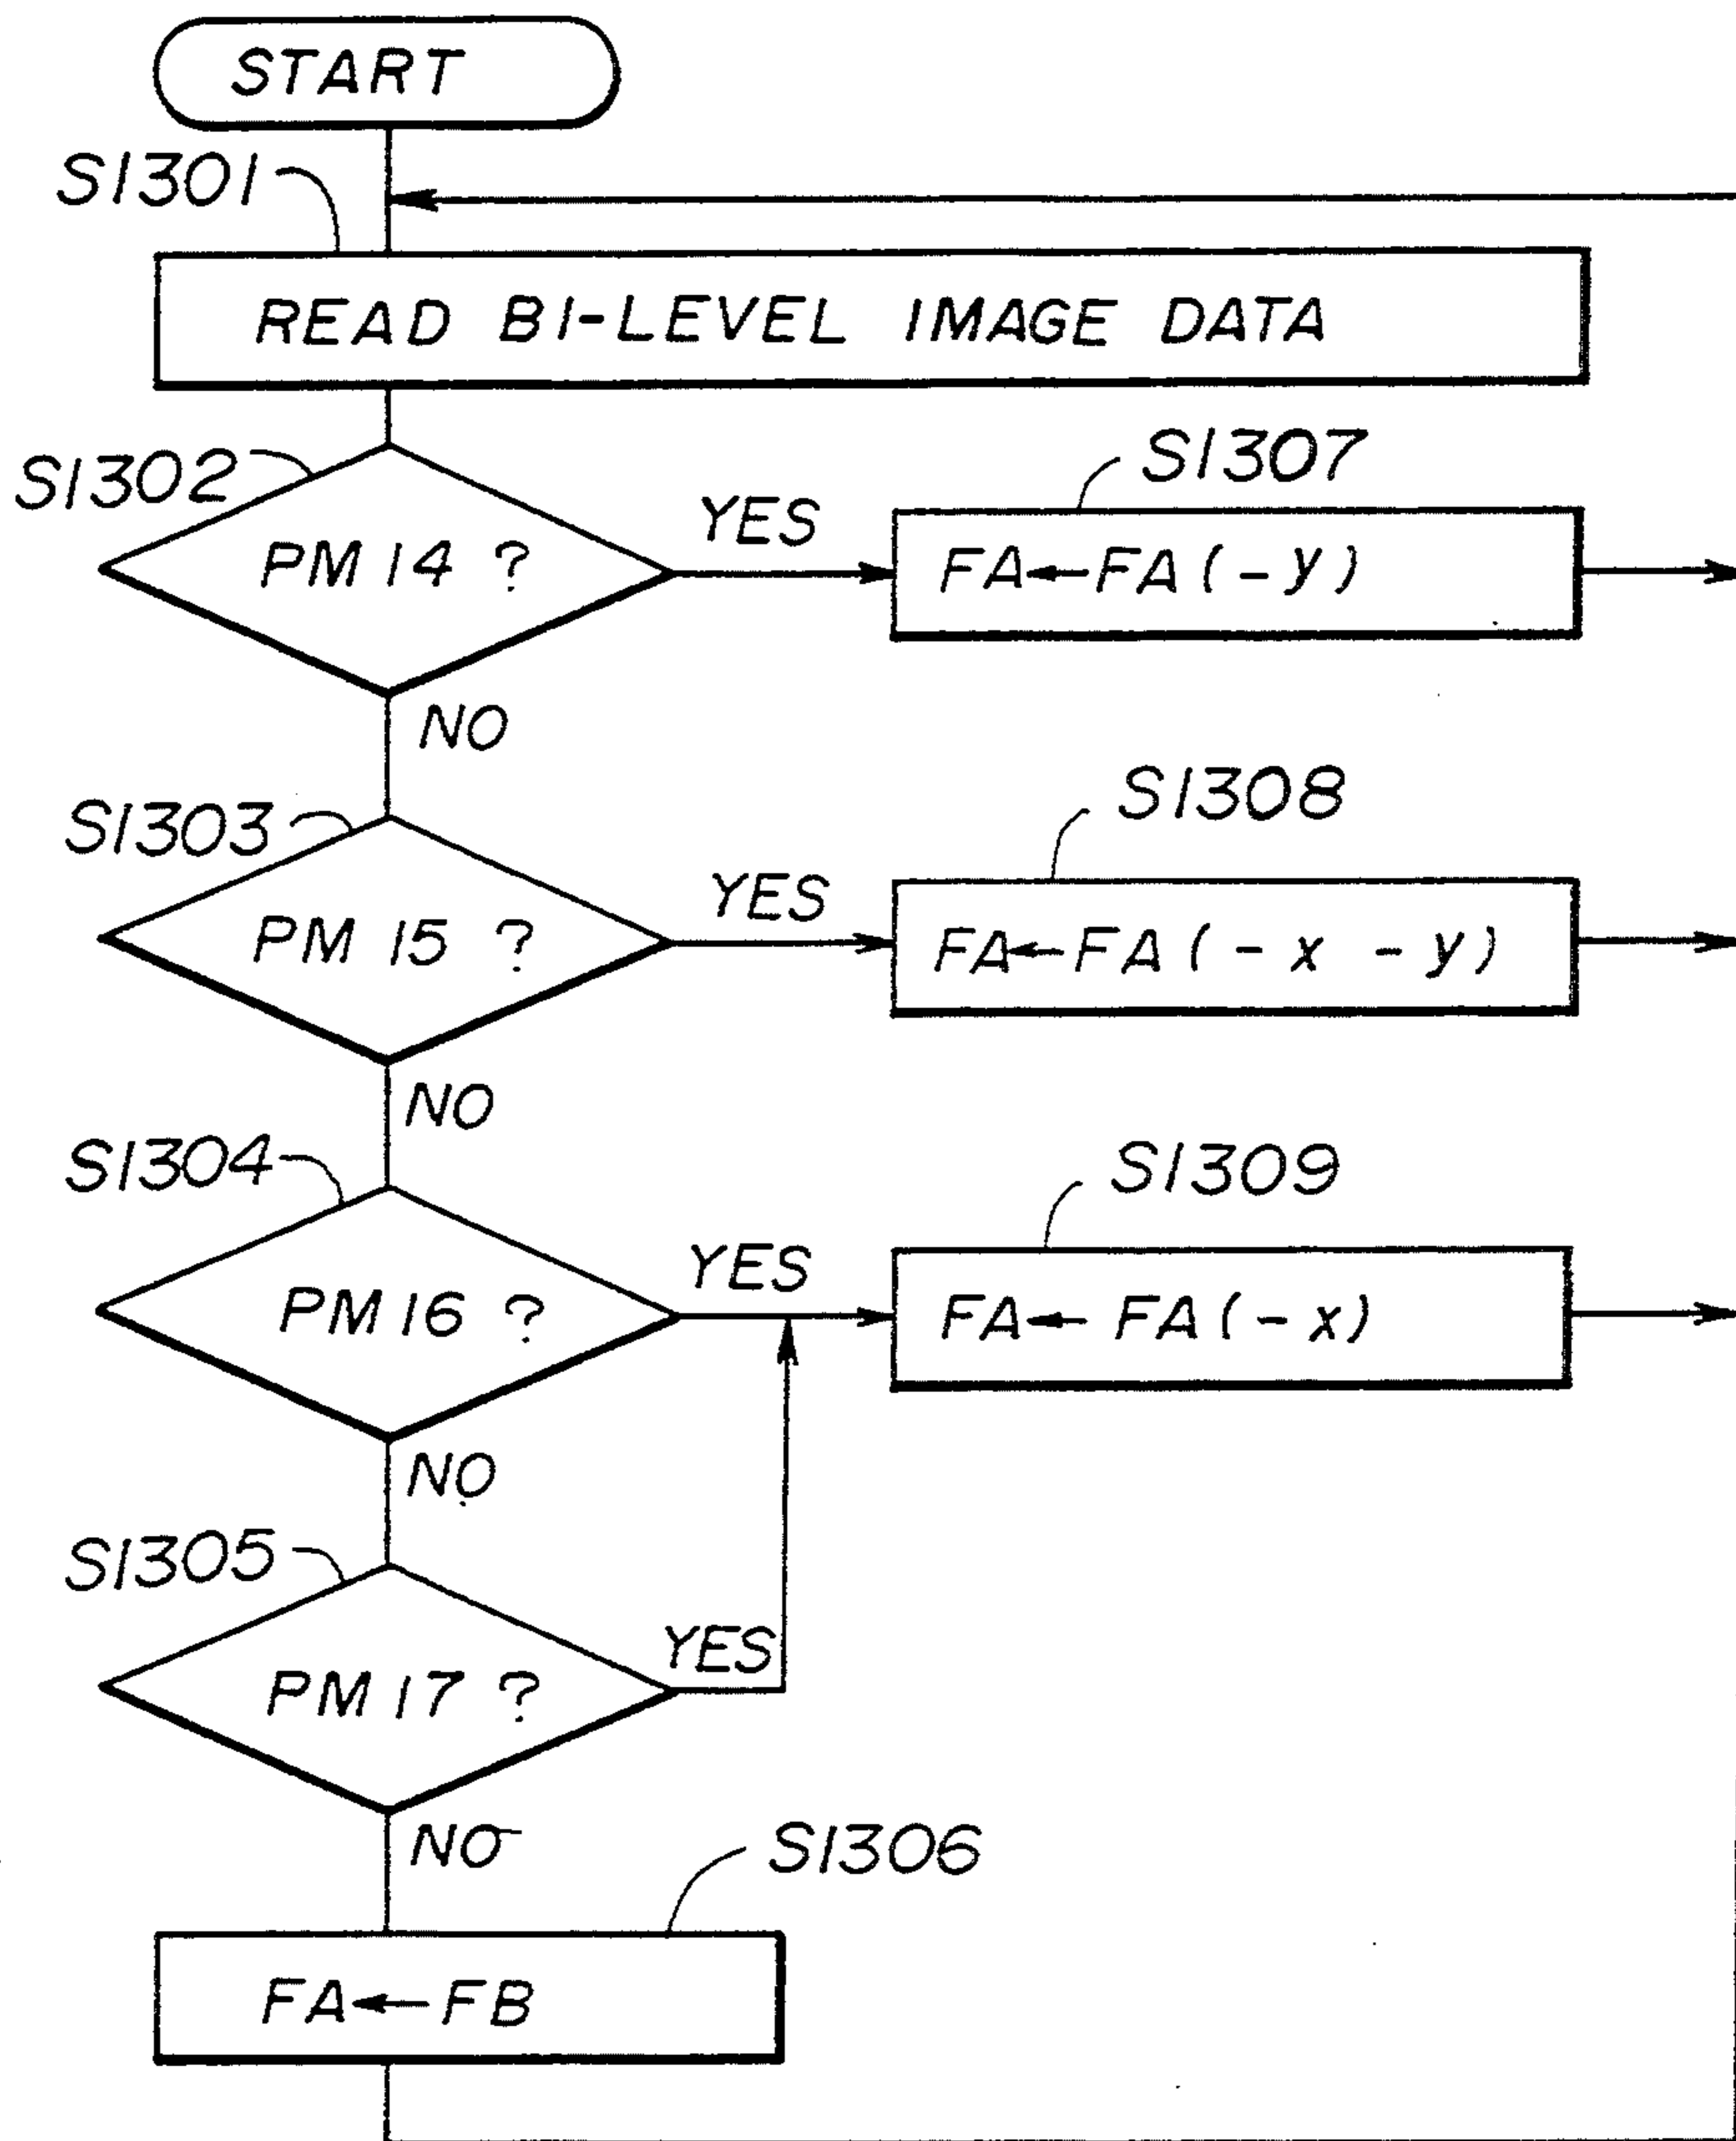 START
S1301
READ BI-LEVEL IMAGE DATA
S1302
PM 14 ?
YES
S1307
FA←FA (-y)
NO
S1303
PM 15 ?
YES
S1308
FA←FA (-x -y)
NO
S1304
PM 16 ?
YES
S1309
FA← FA (-x)
NO
S1305
PM 17 ?
YES
NO
S1306
FA←FB